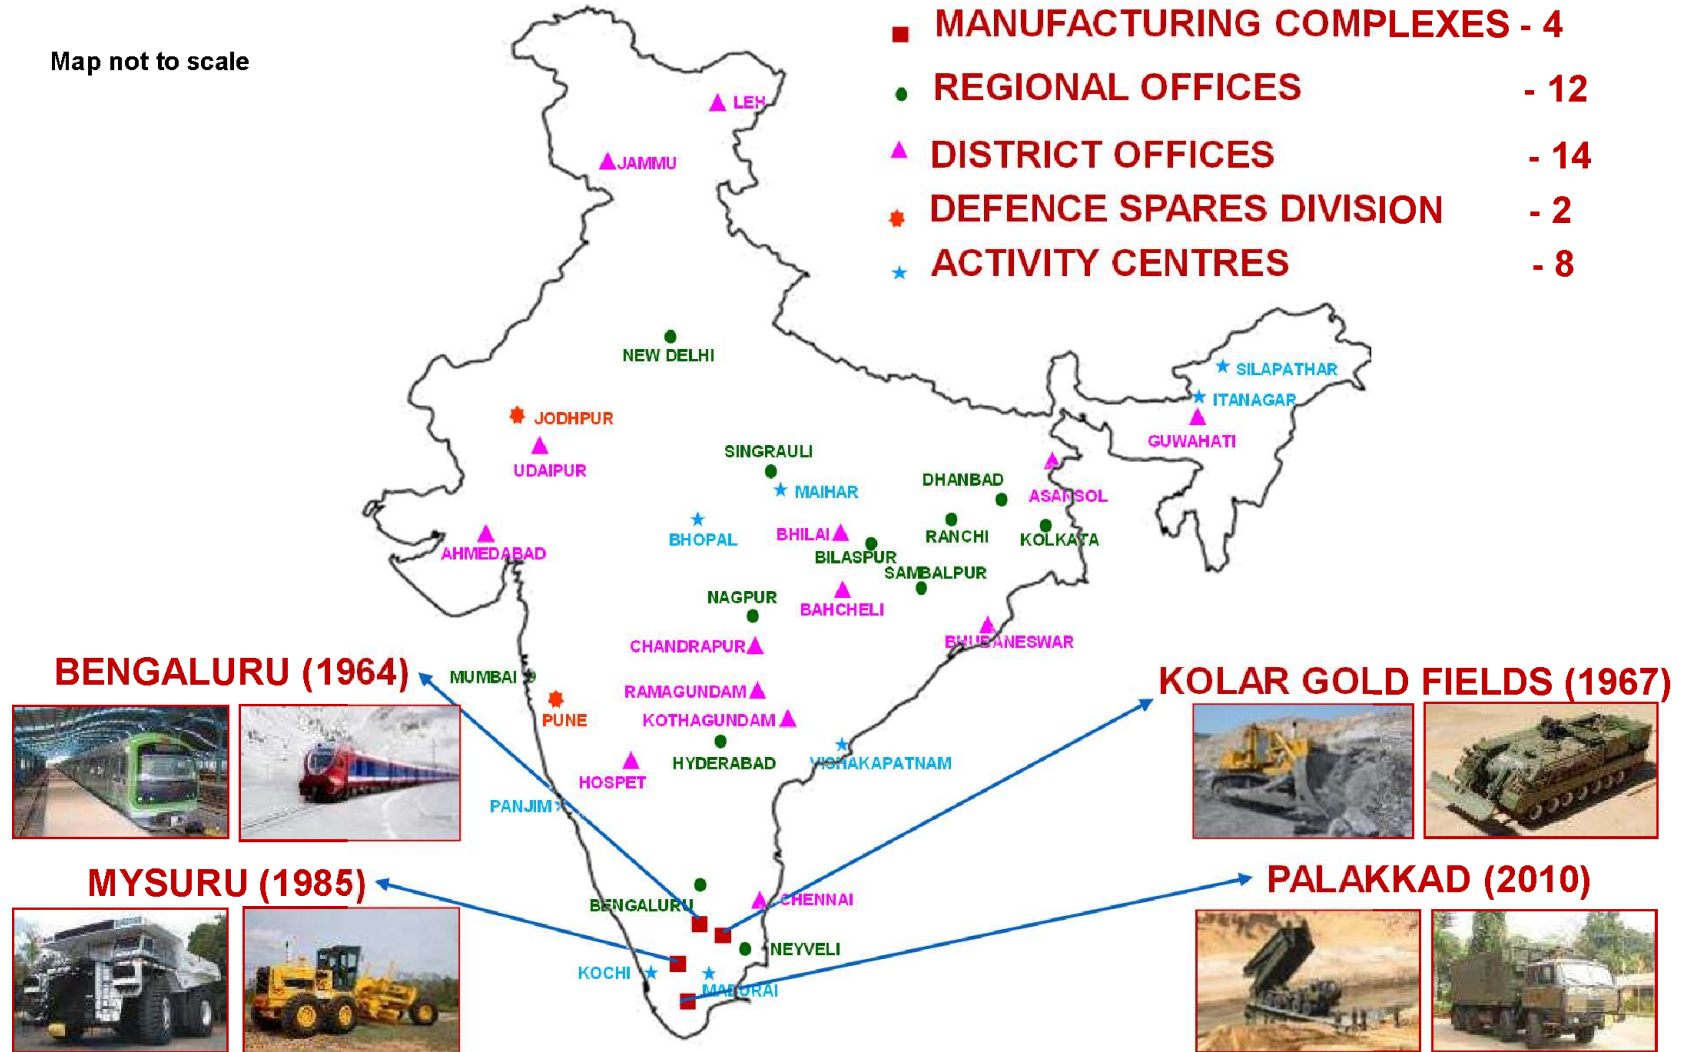 MANUFACTURING COMPLEXES - 4
Map not to scale
REGIONAL OFFICES - 12
LEH
DISTRICT OFFICES - 14
JAMMU
DEFENCE SPARES DIVISION - 2
ACTIVITY CENTRES - 8
NEW DELHI
SILAPATHAR
ITANAGAR
JODHPUR
GUWAHATI
SINGRAULI
UDAIPUR
DHANBAD
MAIHAR
ASANSOL
BHILAI
RANCHI
BHOPAL
KOLKATA
AHMEDABAD
BILASPUR
SAMBALPUR
NAGPUR
BAHCHELI
BHUBANESWAR
CHANDRAPUR
BENGALURU (1964)
MUMBAI
KOLAR GOLD FIELDS (1967)
RAMAGUNDAM
PUNE
KOTHAGUNDAM
HYDERABAD
VISHAKAPATNAM
HOSPET
PANJIM
MYSURU (1985)
PALAKKAD (2010)
BENGALURU
CHENNAI
NEYVELI
KOCHI
MADURAI